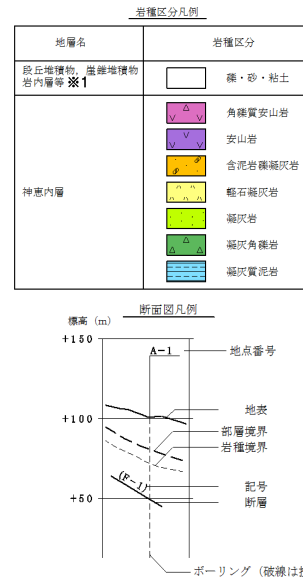 岩種区分凡例
地層名 岩種区分
段丘堆積物、崖錐堆積物
岩内層等 ※1 礫・砂・粘土
神恵内層
角礫質安山岩
安山岩
含泥岩礫凝灰岩
軽石凝灰岩
凝灰岩
凝灰角礫岩
凝灰質泥岩
断面図凡例
標高 (m)
+150
A-1 地点番号
+100
地表
部層境界
岩種境界
(F-1) 記号
+50 断層
ボーリング (破線は